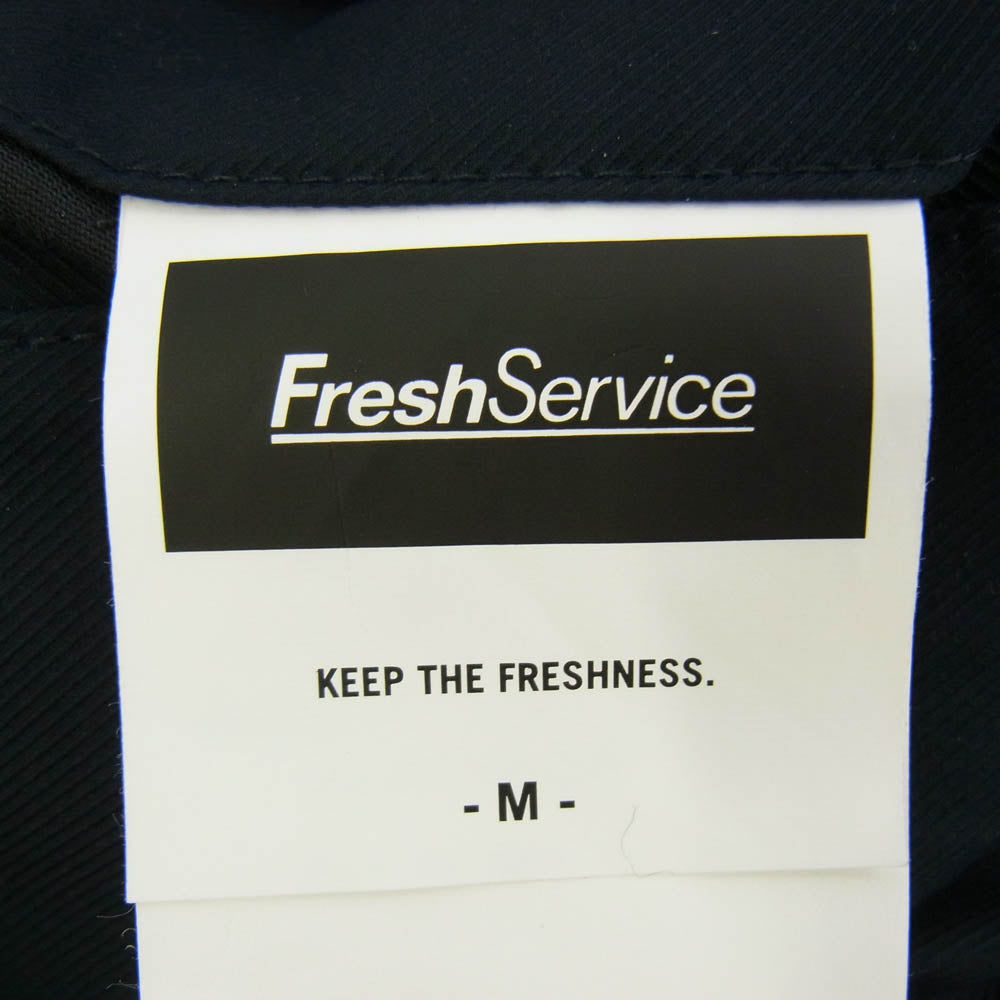 FreshService
KEEP THE FRESHNESS.
- M -